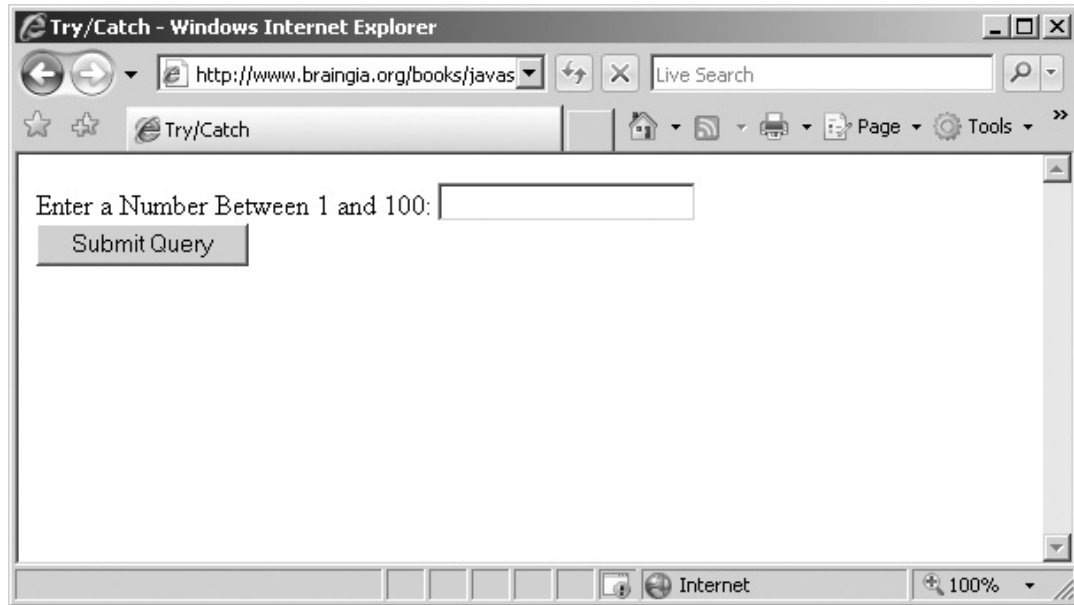 Try/Catch - Windows Internet Explorer
http://www.braingia.org/books/javas
Live Search
Try/Catch
Page
Tools
»
Enter a Number Between 1 and 100:
Submit Query
Internet
100%